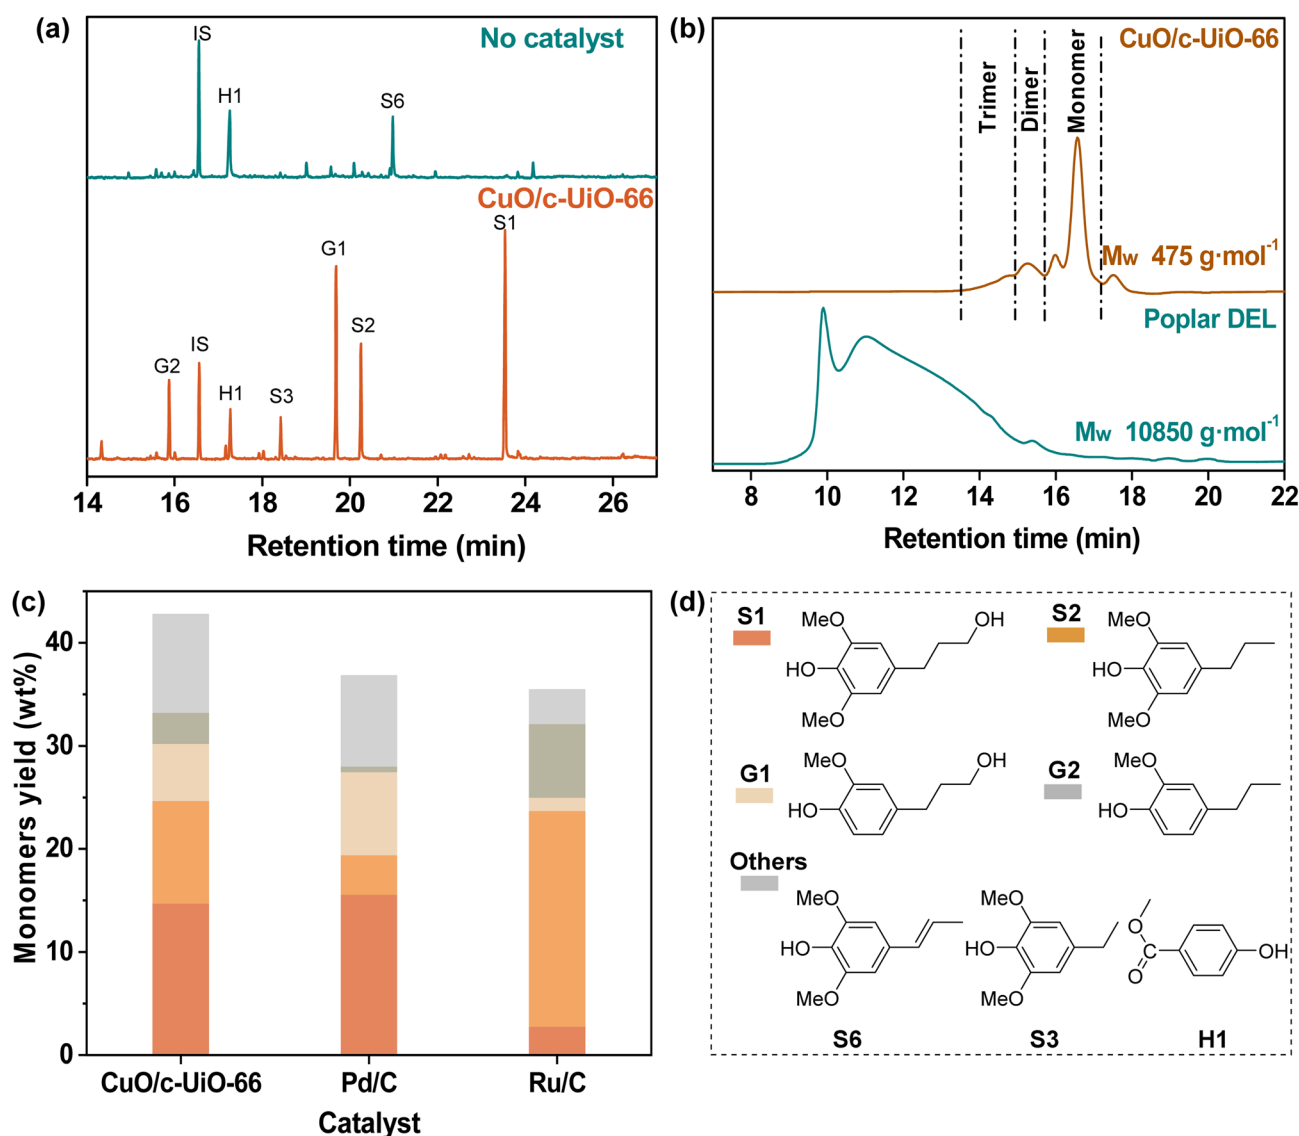 (a)
No catalyst
IS
H1
S6
CuO/c-UiO-66
G2
IS
H1
S3
G1
S2
S1
14 16 18 20 22 24 26
Retention time (min)
(b)
CuO/c-UiO-66
Trimer
Dimer
Monomer
Mw 475 g·mol-1
Poplar DEL
Mw 10850 g·mol-1
8 10 12 14 16 18 20 22
Retention time (min)
(c)
Monomers yield (wt%)
40
30
20
10
0
CuO/c-UiO-66 Pd/C Ru/C
Catalyst
(d)
S1
MeO
OH
HO
MeO
S2
MeO
HO
MeO
G1
MeO
OH
HO
G2
MeO
HO
Others
MeO
HO
MeO
S6
MeO
HO
MeO
S3
O
C
O
OH
H1